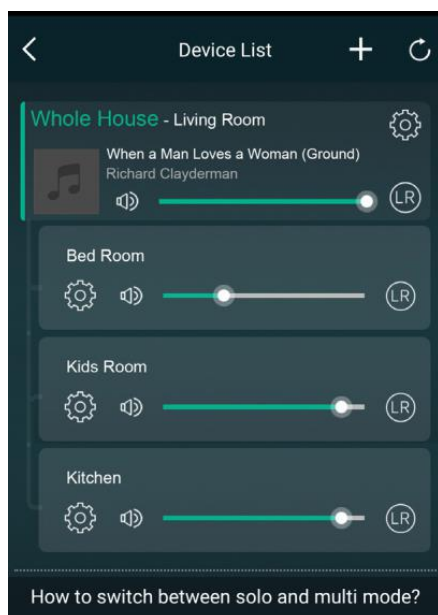 Device List
Whole House - Living Room
When a Man Loves a Woman (Ground)
Richard Clayderman
LR
Bed Room
LR
Kids Room
LR
Kitchen
LR
How to switch between solo and multi mode?